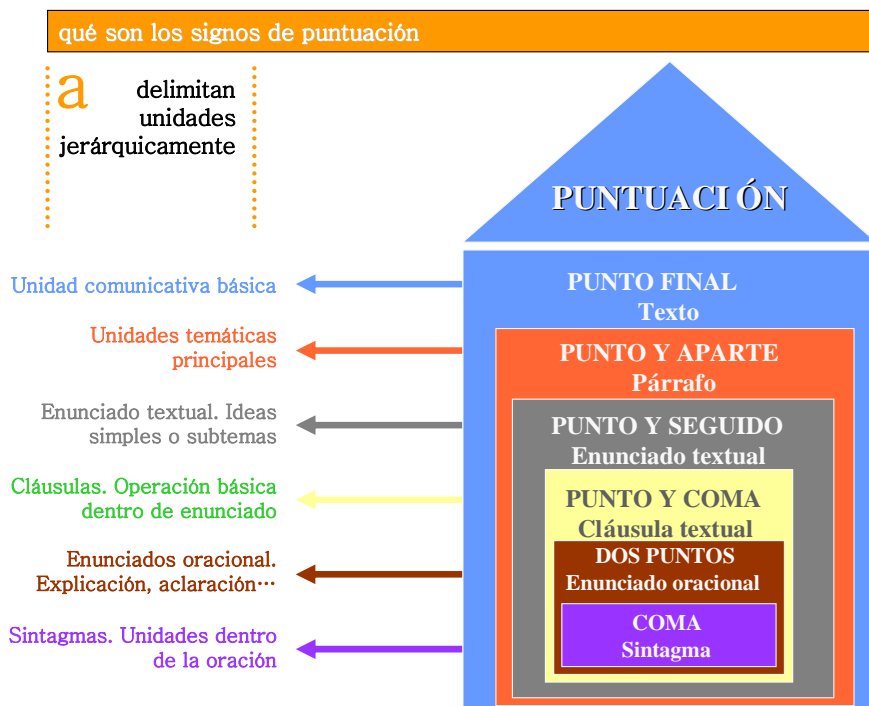 qué son los signos de puntuación
a delimitan
unidades
jerárquicamente
PUNTUACI ÓN
Unidad comunicativa básica
PUNTO FINAL
Texto
Unidades temáticas
principales
PUNTO Y APARTE
Párrafo
Enunciado textual. Ideas
simples o subtemas
PUNTO Y SEGUIDO
Enunciado textual
Cláusulas. Operación básica
dentro de enunciado
PUNTO Y COMA
Cláusula textual
Enunciados oracional.
Explicación, aclaración…
DOS PUNTOS
Enunciado oracional
Sintagmas. Unidades dentro
de la oración
COMA
Sintagma